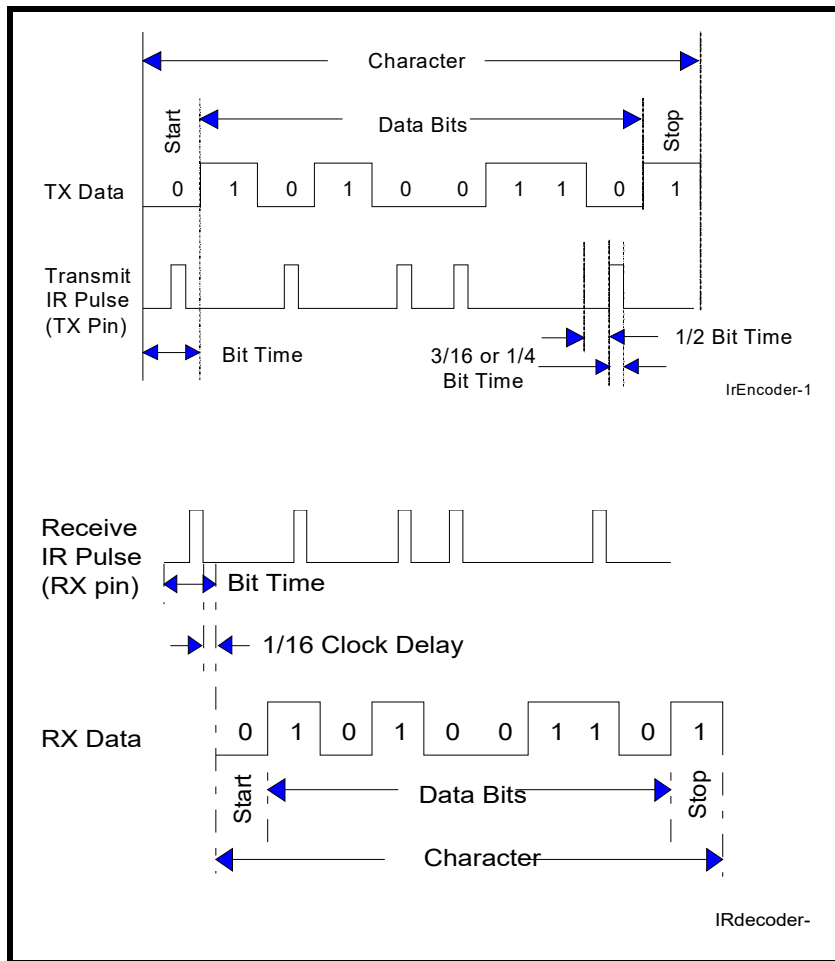 Character
Start
Data Bits
Stop
TX Data 0 1 0 1 0 0 1 1 0 1
Transmit
IR Pulse
(TX Pin)
Bit Time
1/2 Bit Time
3/16 or 1/4
Bit Time
IrEncoder-1
Receive
IR Pulse
(RX pin)
Bit Time
1/16 Clock Delay
RX Data 0 1 0 1 0 0 1 1 0 1
Start
Data Bits
Stop
Character
IRdecoder-